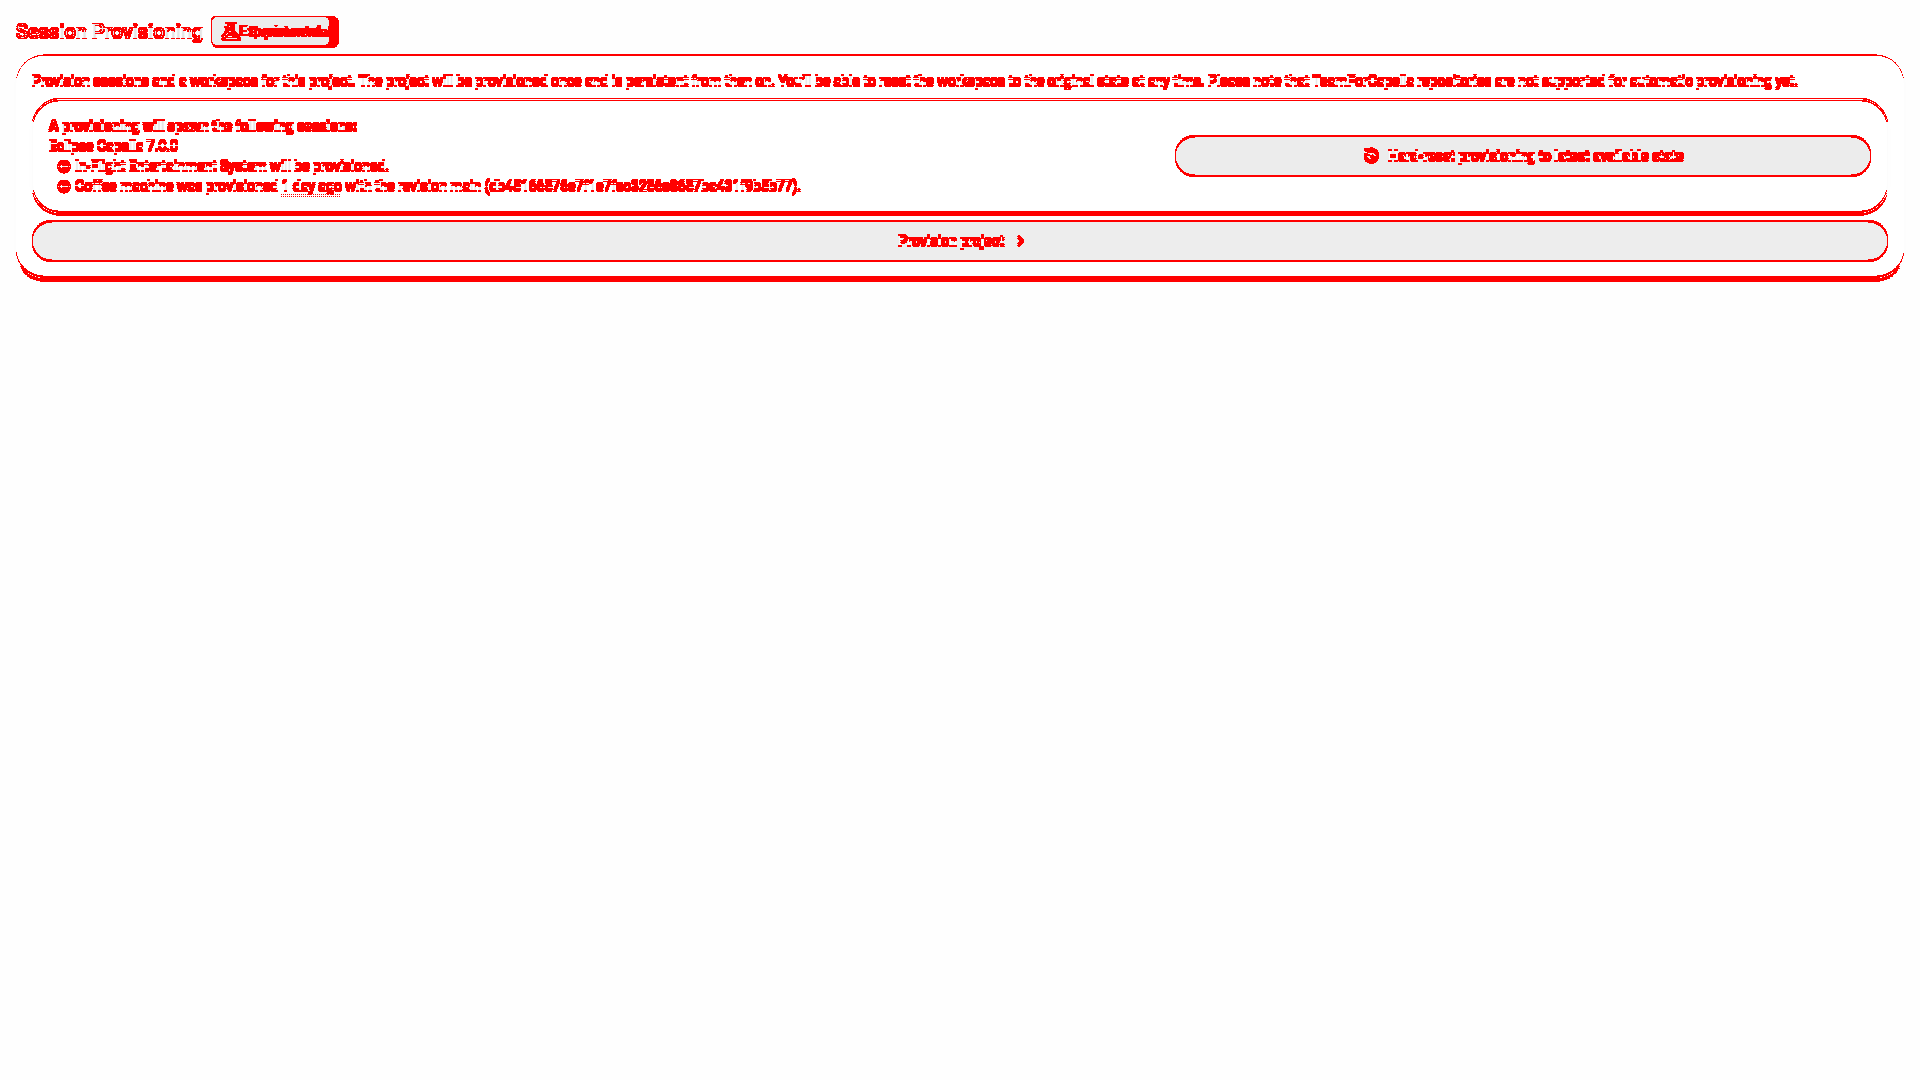 Session Provisioning Experimental
Provision sessions and a workspace for this project. The project will be provisioned once and is persistent from then on. You'll be able to reset the workspace to the original state at any time. Please note that TeamForCapella repositories are not supported for automatic provisioning yet.
A provisioning will spawn the following sessions:
Eclipse Capella 7.0.0
In-Flight Entertainment System will be provisioned.
Coffee machine was provisioned 1 day ago with the revision main
Hard-reset provisioning to latest available state
Provision project